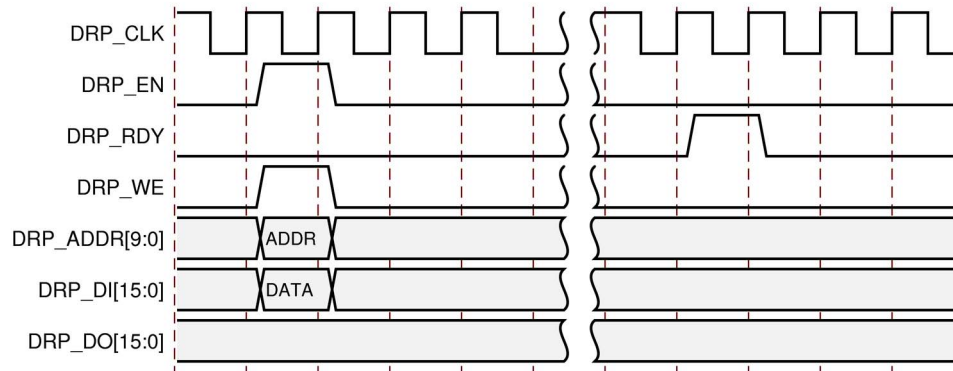 DRP_CLK
DRP_EN
DRP_RDY
DRP_WE
DRP_ADDR[9:0] ADDR
DRP_DI[15:0] DATA
DRP_DO[15:0]